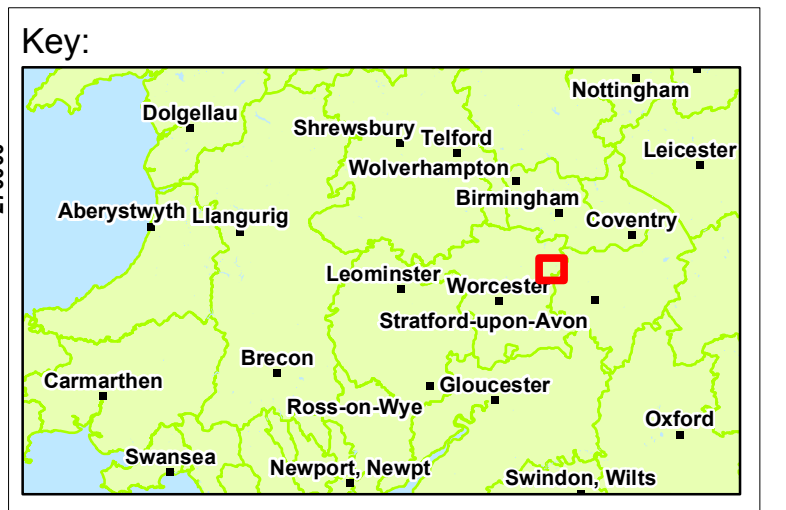 Key:
Nottingham
Dolgellau
Shrewsbury
Telford
Leicester
Wolverhampton
Birmingham
Aberystwyth
Llangurig
Coventry
Leominster
Worcester
Stratford-upon-Avon
Brecon
Carmarthen
Gloucester
Ross-on-Wye
Oxford
Swansea
Newport, Newpt
Swindon, Wilts